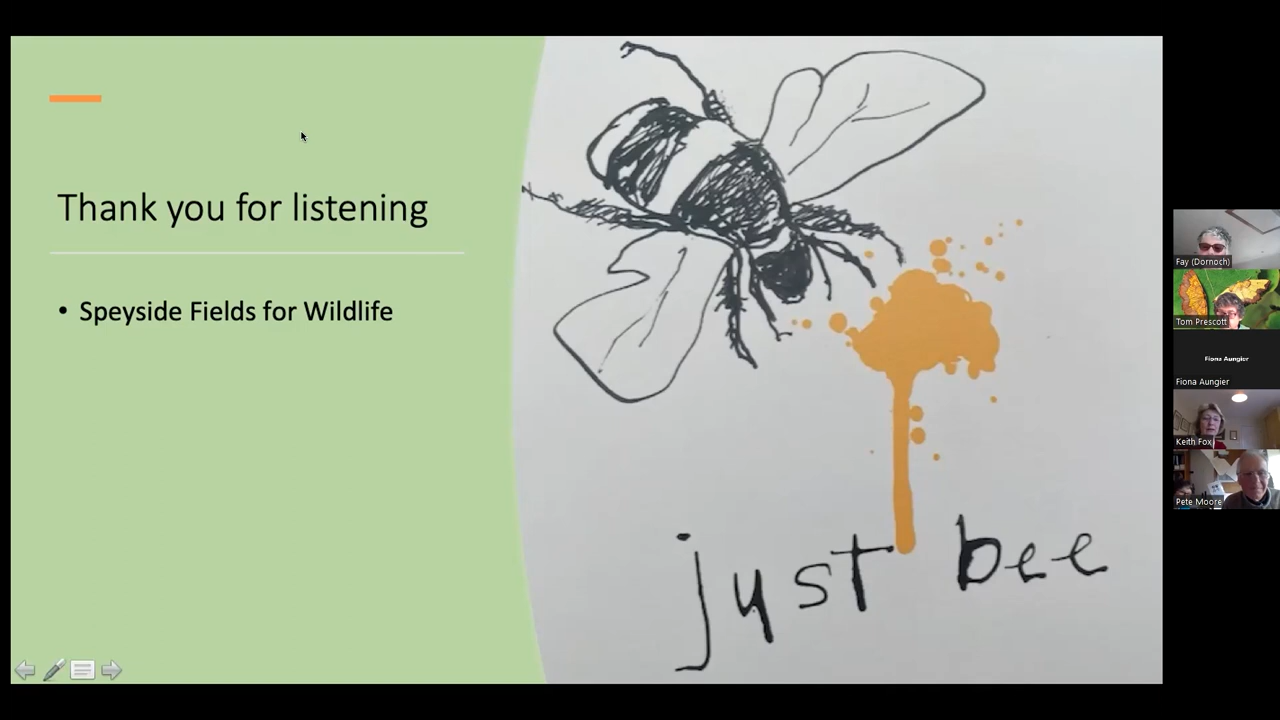 Thank you for listening
• Speyside Fields for Wildlife
just bee
Fay (Dornoch)
Tom Prescott
Fiona Aungier
Fiona Aungier
Keith Fox
Pete Moore